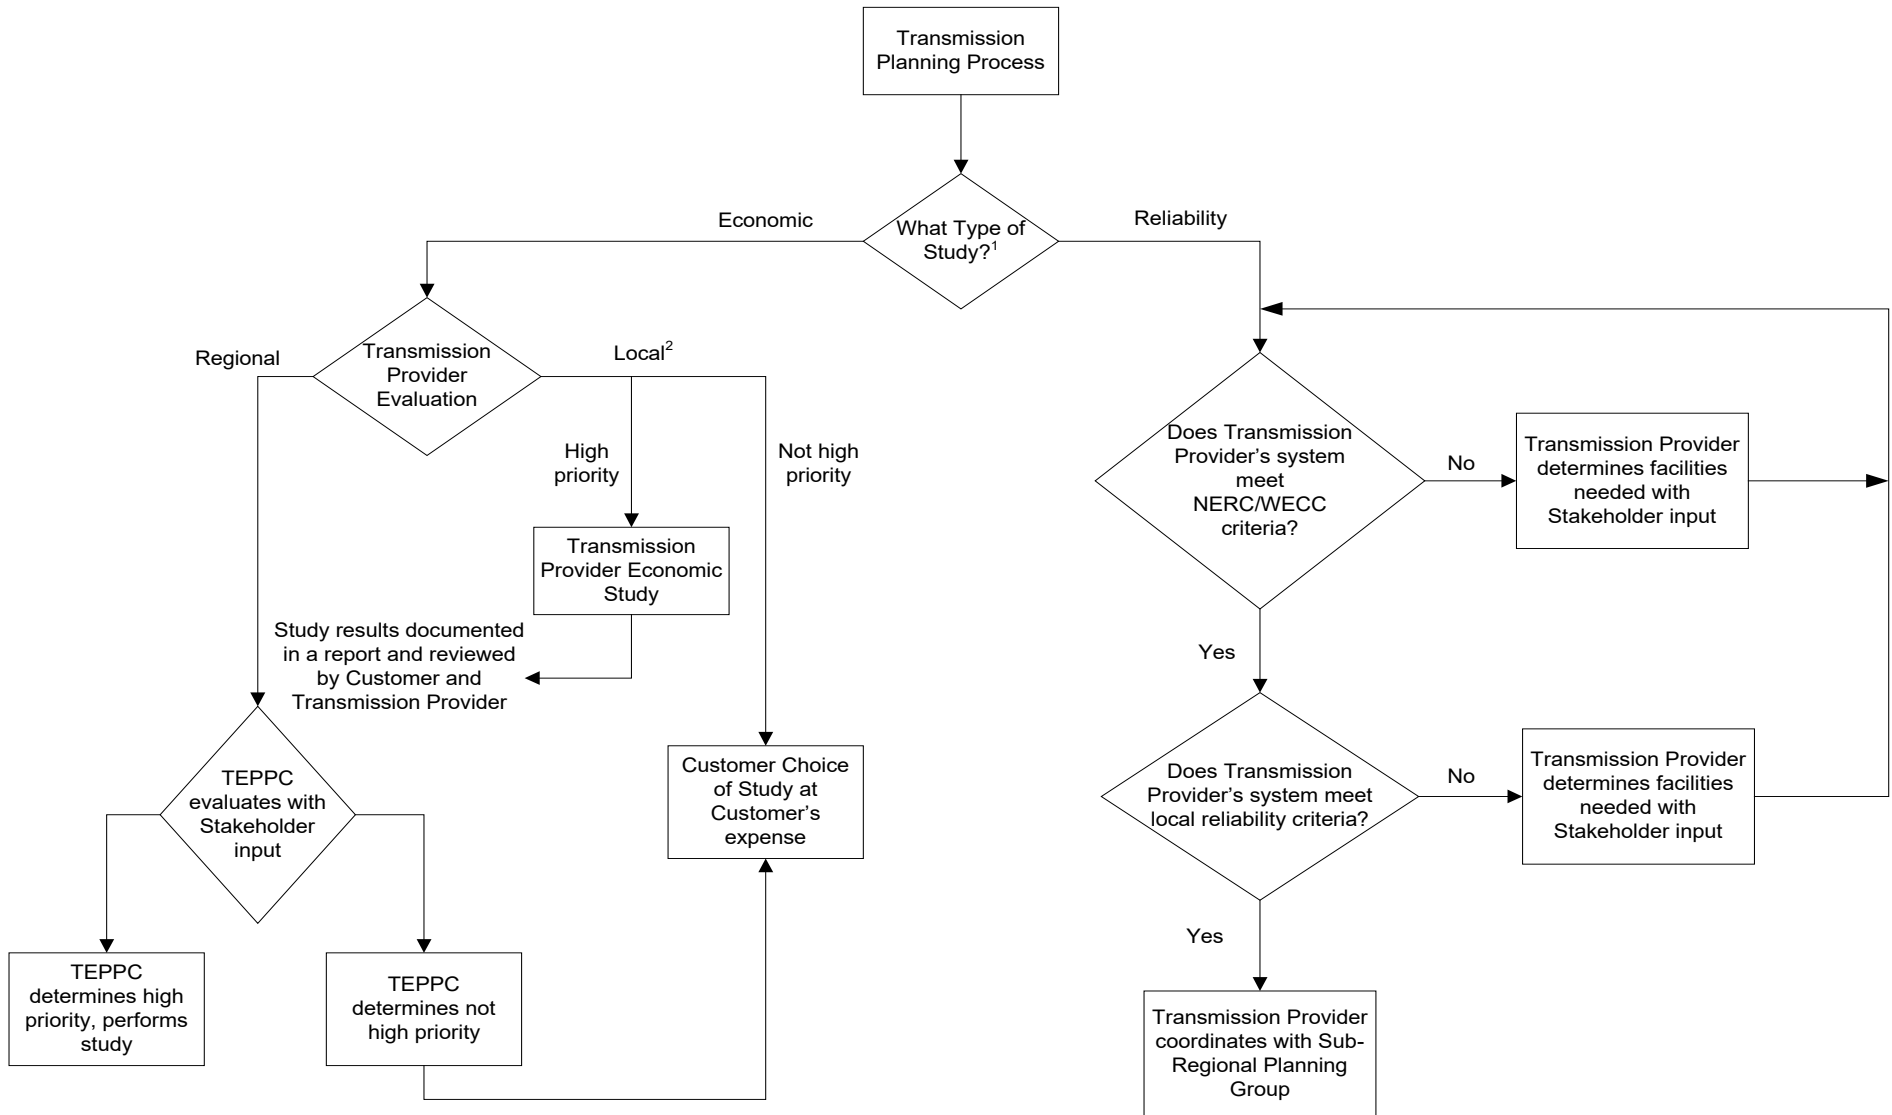 Transmission
Planning Process
What Type of
Study?1
Economic
Reliability
Transmission
Provider
Evaluation
Regional
Local2
High
priority
Not high
priority
Transmission
Provider Economic
Study
Study results documented
in a report and reviewed
by Customer and
Transmission Provider
TEPPC
evaluates with
Stakeholder
input
Customer Choice
of Study at
Customer’s
expense
TEPPC
determines high
priority, performs
study
TEPPC
determines not
high priority
Does Transmission
Provider’s system
meet
NERC/WECC
criteria?
No
Transmission Provider
determines facilities
needed with
Stakeholder input
Yes
Does Transmission
Provider’s system meet
local reliability criteria?
No
Transmission Provider
determines facilities
needed with
Stakeholder input
Yes
Transmission Provider
coordinates with Sub-
Regional Planning
Group